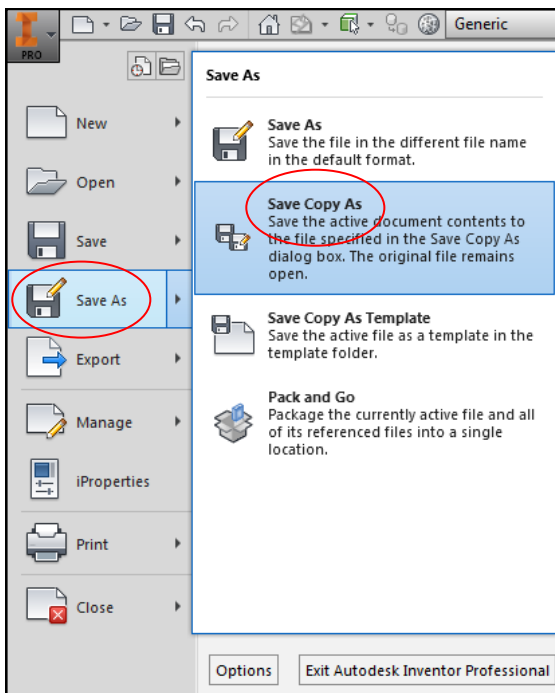 Generic
PRO
Save As
New
Save As
Save the file in the different file name
in the default format.
Open
Save Copy As
Save the active document contents to
the file specified in the Save Copy As
dialog box. The original file remains
open.
Save
Save As
Save Copy As Template
Save the active file as a template in the
template folder.
Export
Pack and Go
Package the currently active file and all
of its referenced files into a single
location.
Manage
iProperties
Print
Close
Options
Exit Autodesk Inventor Professional